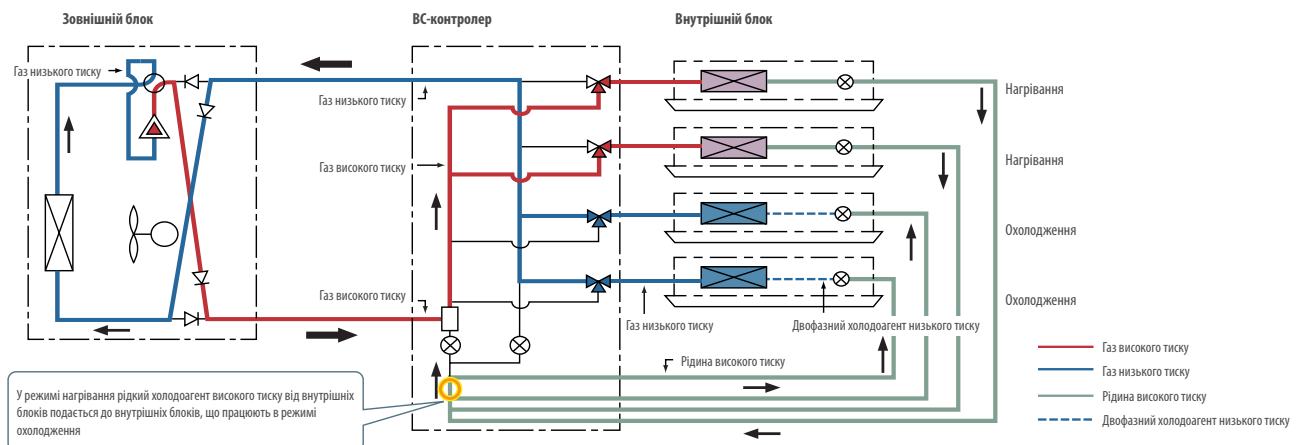 Зовнішній блок
ВС-контролер
Внутрішній блок
Газ низького тиску
Газ низького тиску
Нагрівання
Газ високого тиску
Нагрівання
Охолодження
Газ високого тиску
Охолодження
Газ низького тиску
Двофазний холодоагент низького тиску
Рідина високого тиску
У режимі нагрівання рідкий холодоагент високого тиску від внутрішніх
блоків подається до внутрішніх блоків, що працюють в режимі
охолодження
Газ високого тиску
Газ низького тиску
Рідина високого тиску
Двофазний холодоагент низького тиску